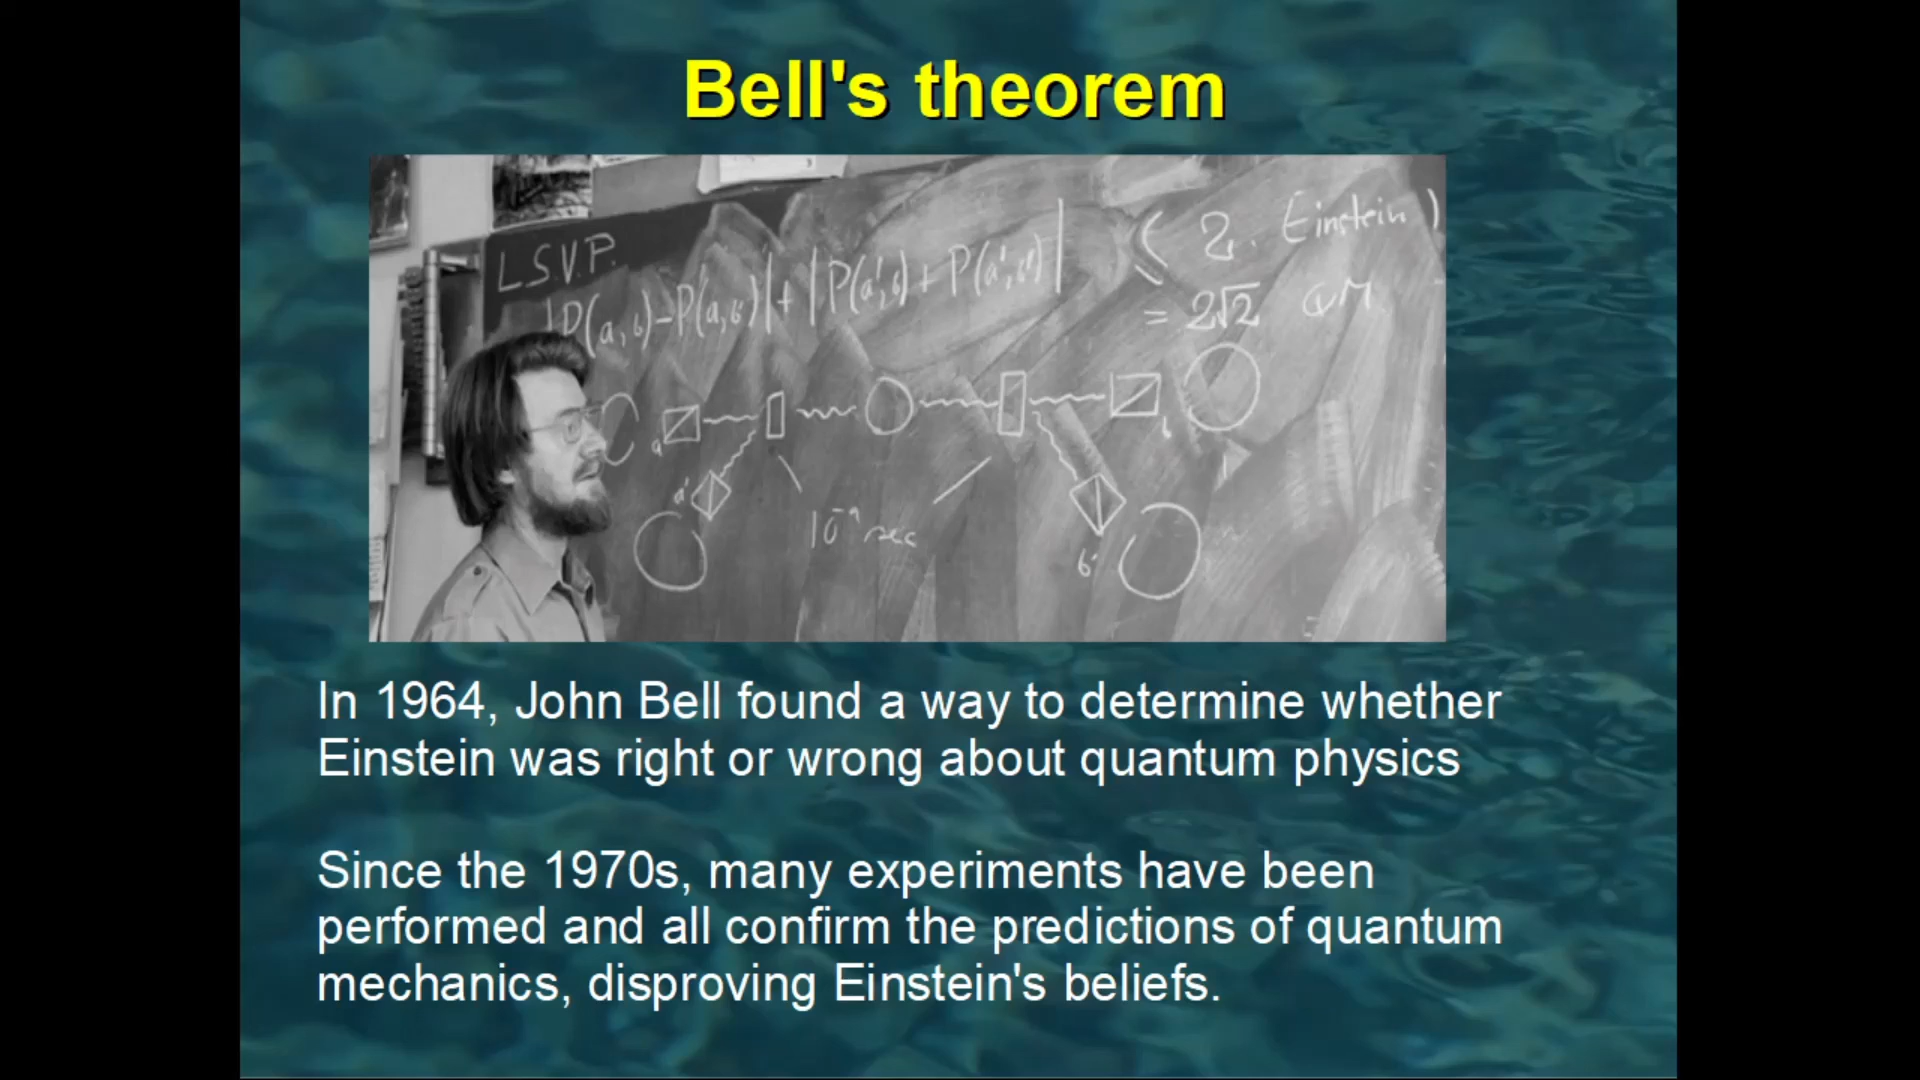 Bell's theorem
L.S.V.P.
|P(a,b)-P(a,b')|+|P(a',b)+P(a',b')|
2. Einstein)
= 2√2 QM
a
b
a'
10⁻⁹ sec
b'
In 1964, John Bell found a way to determine whether
Einstein was right or wrong about quantum physics
Since the 1970s, many experiments have been
performed and all confirm the predictions of quantum
mechanics, disproving Einstein's beliefs.